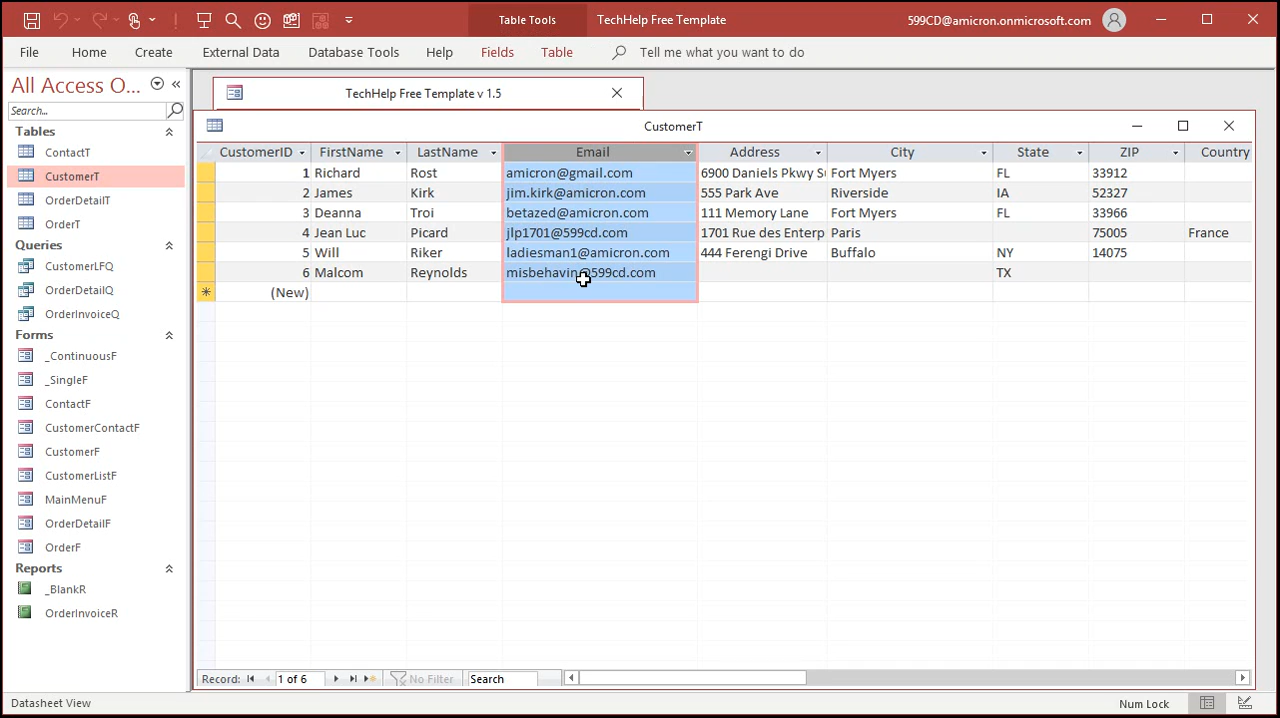 Table Tools TechHelp Free Template 599CD@amicron.onmicrosoft.com
File Home Create External Data Database Tools Help Fields Table Tell me what you want to do
All Access O... «
Search...
Tables
ContactT
CustomerT
OrderDetailT
OrderT
Queries
CustomerLFQ
OrderDetailQ
OrderInvoiceQ
Forms
_ContinuousF
_SingleF
ContactF
CustomerContactF
CustomerF
CustomerListF
MainMenuF
OrderDetailF
OrderF
Reports
_BlankR
OrderInvoiceR
TechHelp Free Template v 1.5
CustomerT
CustomerID FirstName LastName Email Address City State ZIP Country
1 Richard Rost amicron@gmail.com 6900 Daniels Pkwy Su Fort Myers FL 33912
2 James Kirk jim.kirk@amicron.com 555 Park Ave Riverside IA 52327
3 Deanna Troi betazed@amicron.com 111 Memory Lane Fort Myers FL 33966
4 Jean Luc Picard jlp1701@599cd.com 1701 Rue des Enterp Paris 75005 France
5 Will Riker ladiesman1@amicron.com 444 Ferengi Drive Buffalo NY 14075
6 Malcom Reynolds misbehavin@599cd.com TX
(New)
Record: 1 of 6 No Filter Search
Datasheet View Num Lock